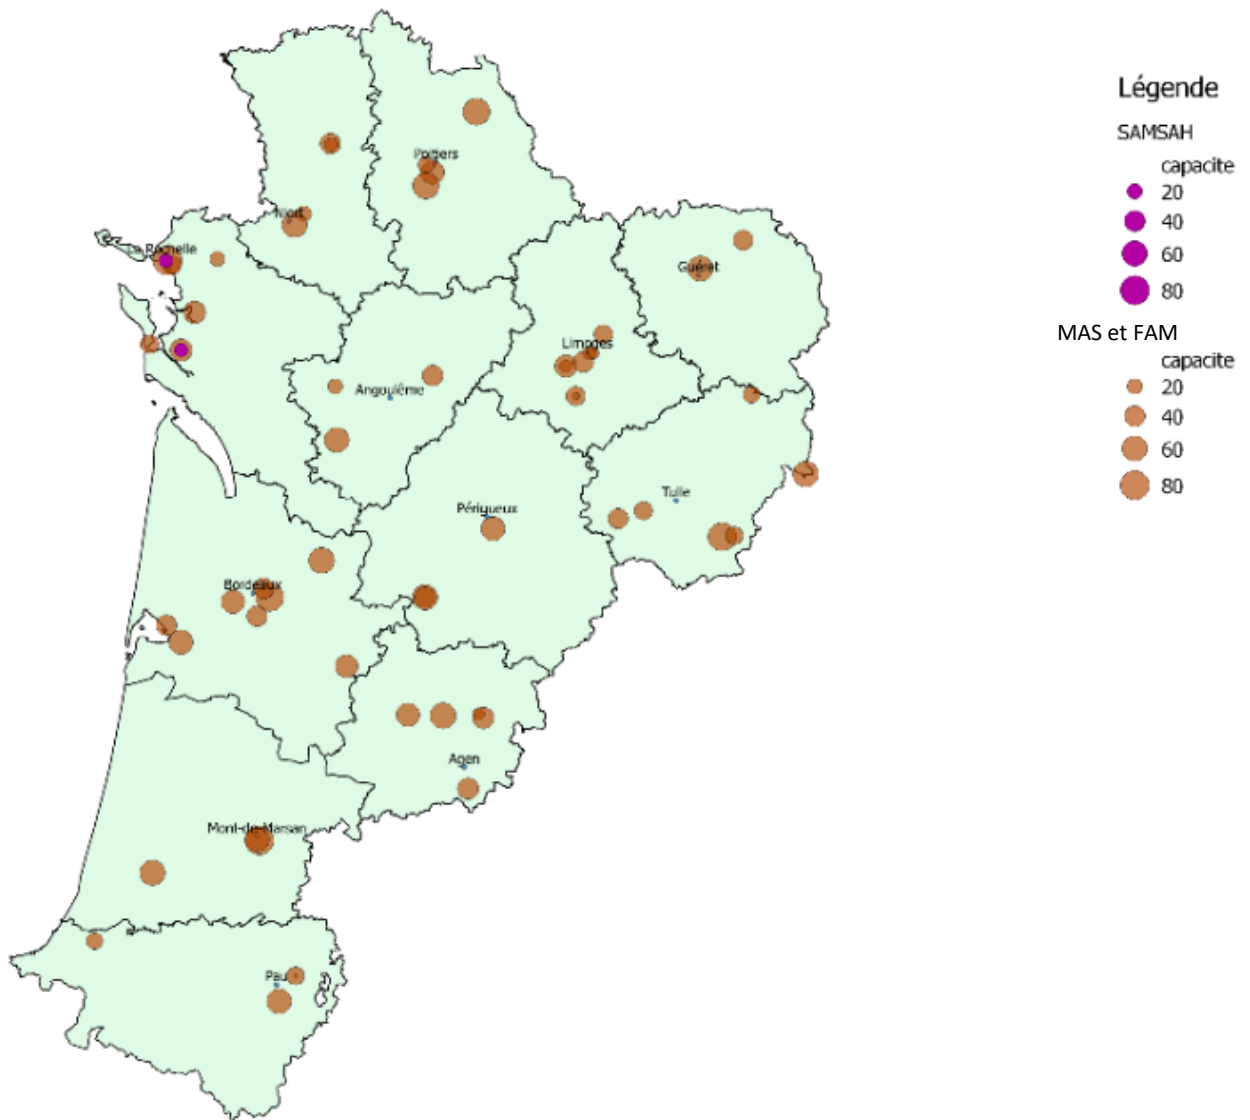 Légende
SAMSAH
capacite
20
40
60
80
MAS et FAM
capacite
20
40
60
80
Poitiers
Niort
La Rochelle
Guéret
Limoges
Angoulême
Tulle
Périgueux
Bordeaux
Agen
Mont-de-Marsan
Pau